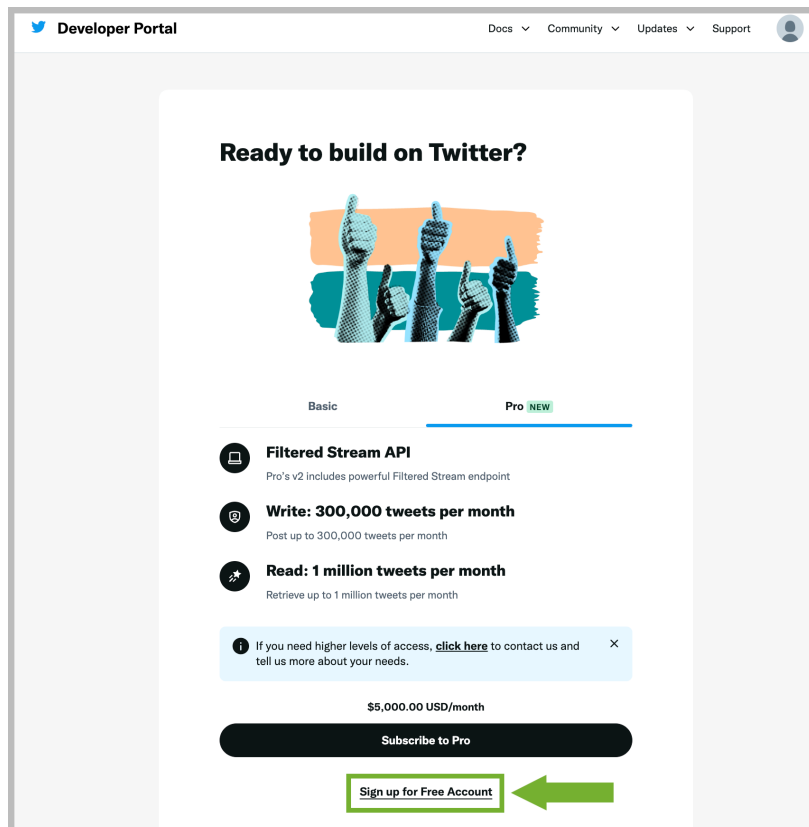 Developer Portal
Docs Community Updates Support
Ready to build on Twitter?
Basic Pro NEW
Filtered Stream API
Pro's v2 includes powerful Filtered Stream endpoint
Write: 300,000 tweets per month
Post up to 300,000 tweets per month
Read: 1 million tweets per month
Retrieve up to 1 million tweets per month
If you need higher levels of access, click here to contact us and
tell us more about your needs.
$5,000.00 USD/month
Subscribe to Pro
Sign up for Free Account